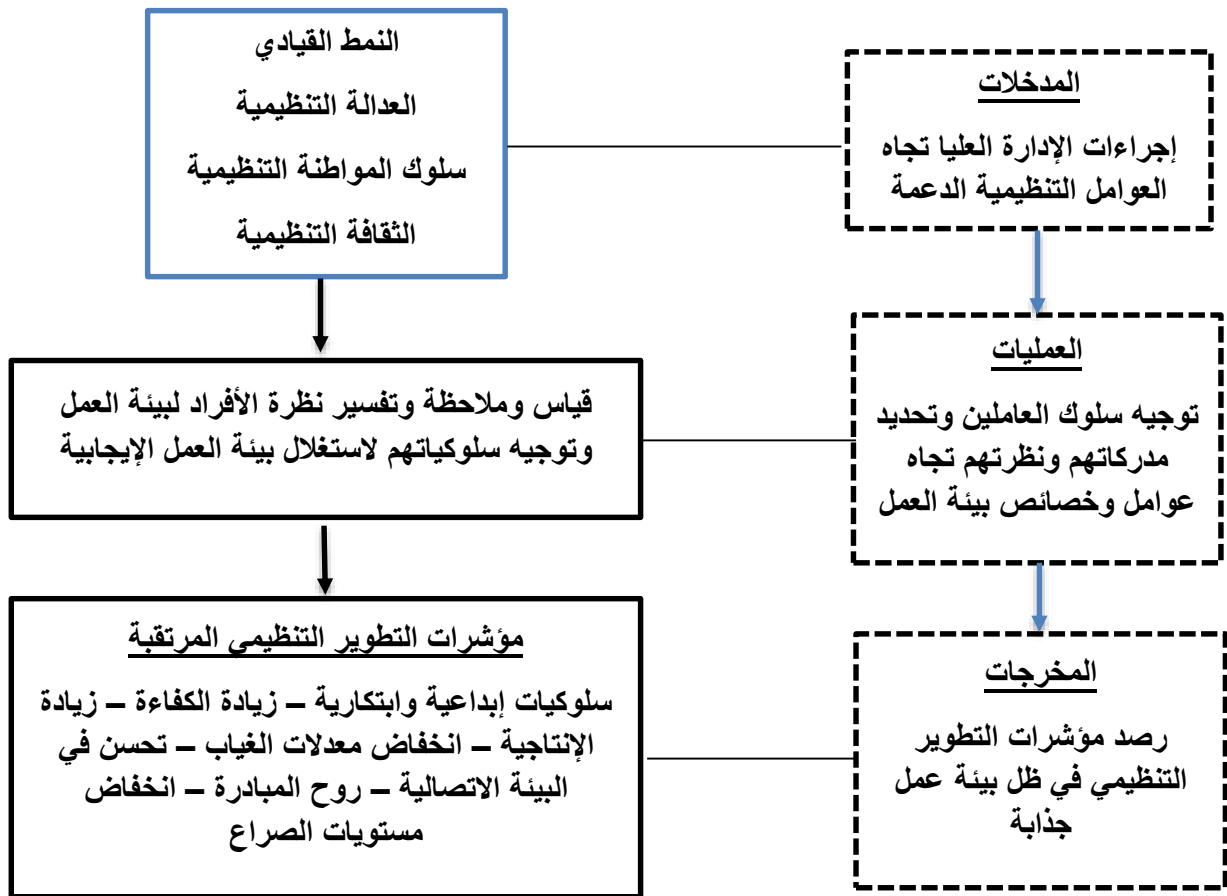 المدخلات
إجراءات الإدارة العليا تجاه
العوامل التنظيمية الدعمة
النمط القيادي
العدالة التنظيمية
سلوك المواطنة التنظيمية
الثقافة التنظيمية
العمليات
توجيه سلوك العاملين وتحديد
مدركاتهم ونظرتهم تجاه
عوامل وخصائص بيئة العمل
قياس وملاحظة وتفسير نظرة الأفراد لبيئة العمل
وتوجيه سلوكياتهم لاستغلال بيئة العمل الإيجابية
المخرجات
رصد مؤشرات التطوير
التنظيمي في ظل بيئة عمل
جذابة
مؤشرات التطوير التنظيمي المرتقبة
سلوكيات إبداعية وابتكارية – زيادة الكفاءة – زيادة
الإنتاجية – انخفاض معدلات الغياب – تحسن في
البيئة الاتصالية – روح المبادرة – انخفاض
مستويات الصراع